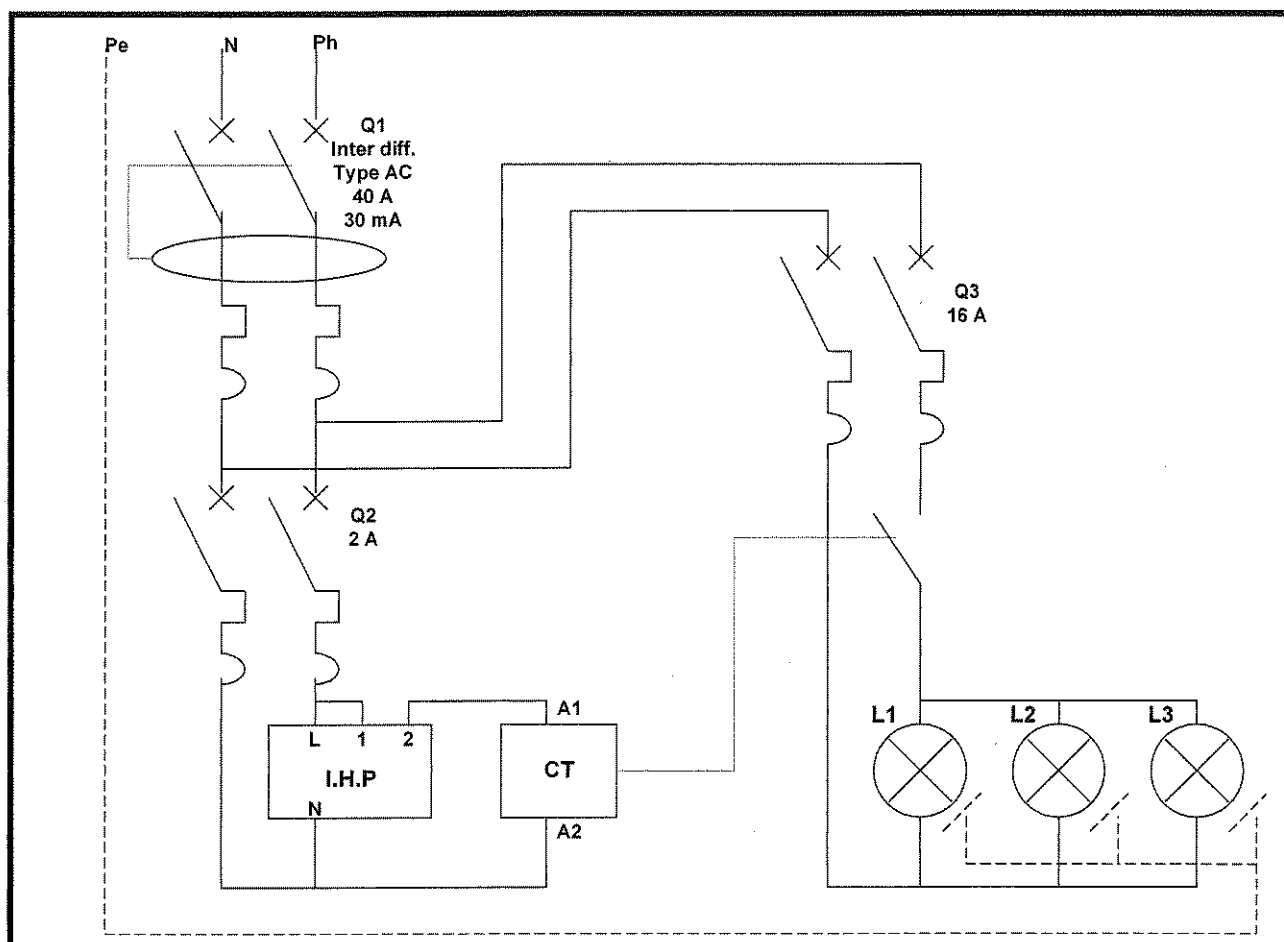 Pe N Ph
Q1
Inter diff.
Type AC
40 A
30 mA
Q3
16 A
Q2
2 A
L 1 2
I.H.P
N
A1
CT
A2
L1 L2 L3